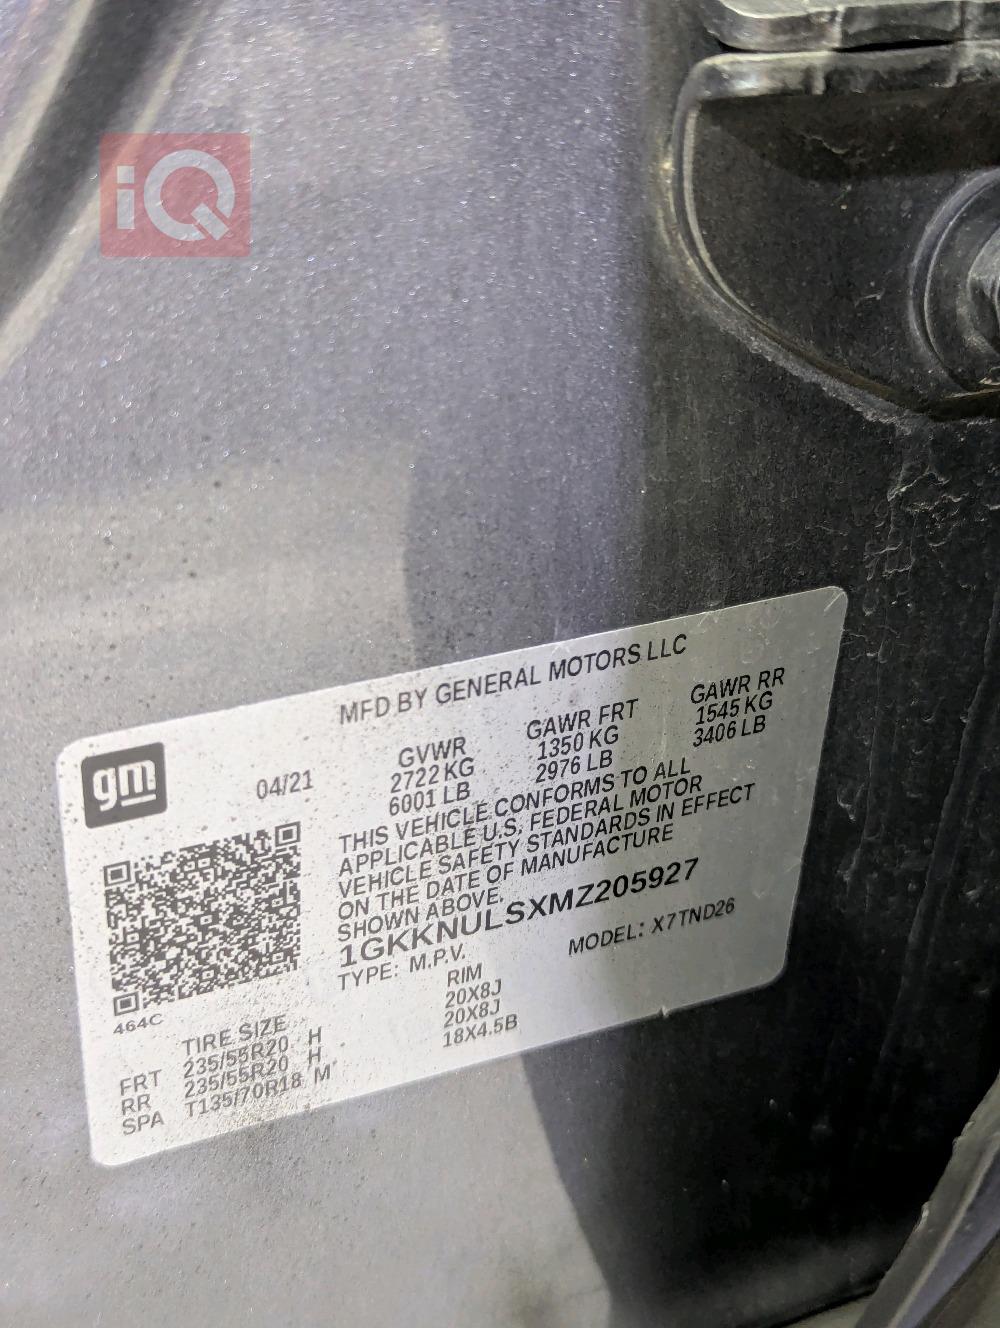 iQ
MFD BY GENERAL MOTORS LLC
gm
04/21
GVWR GAWR FRT GAWR RR
2722 KG 1350 KG 1545 KG
6001 LB 2976 LB 3406 LB
THIS VEHICLE CONFORMS TO ALL
APPLICABLE U.S. FEDERAL MOTOR
VEHICLE SAFETY STANDARDS IN EFFECT
ON THE DATE OF MANUFACTURE
SHOWN ABOVE.
1GKKNULSXMZ205927
TYPE: M.P.V. MODEL: X7TND26
464C
TIRE SIZE RIM
FRT 235/55R20 H 20X8J
RR 235/55R20 H 20X8J
SPA T135/70R18 M 18X4.5B